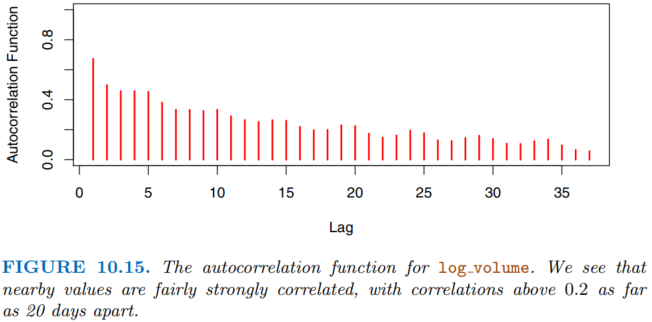 Autocorrelation Function
0.8
0.4
0.0
0 5 10 15 20 25 30 35
Lag
FIGURE 10.15. The autocorrelation function for log_volume. We see that
nearby values are fairly strongly correlated, with correlations above 0.2 as far
as 20 days apart.